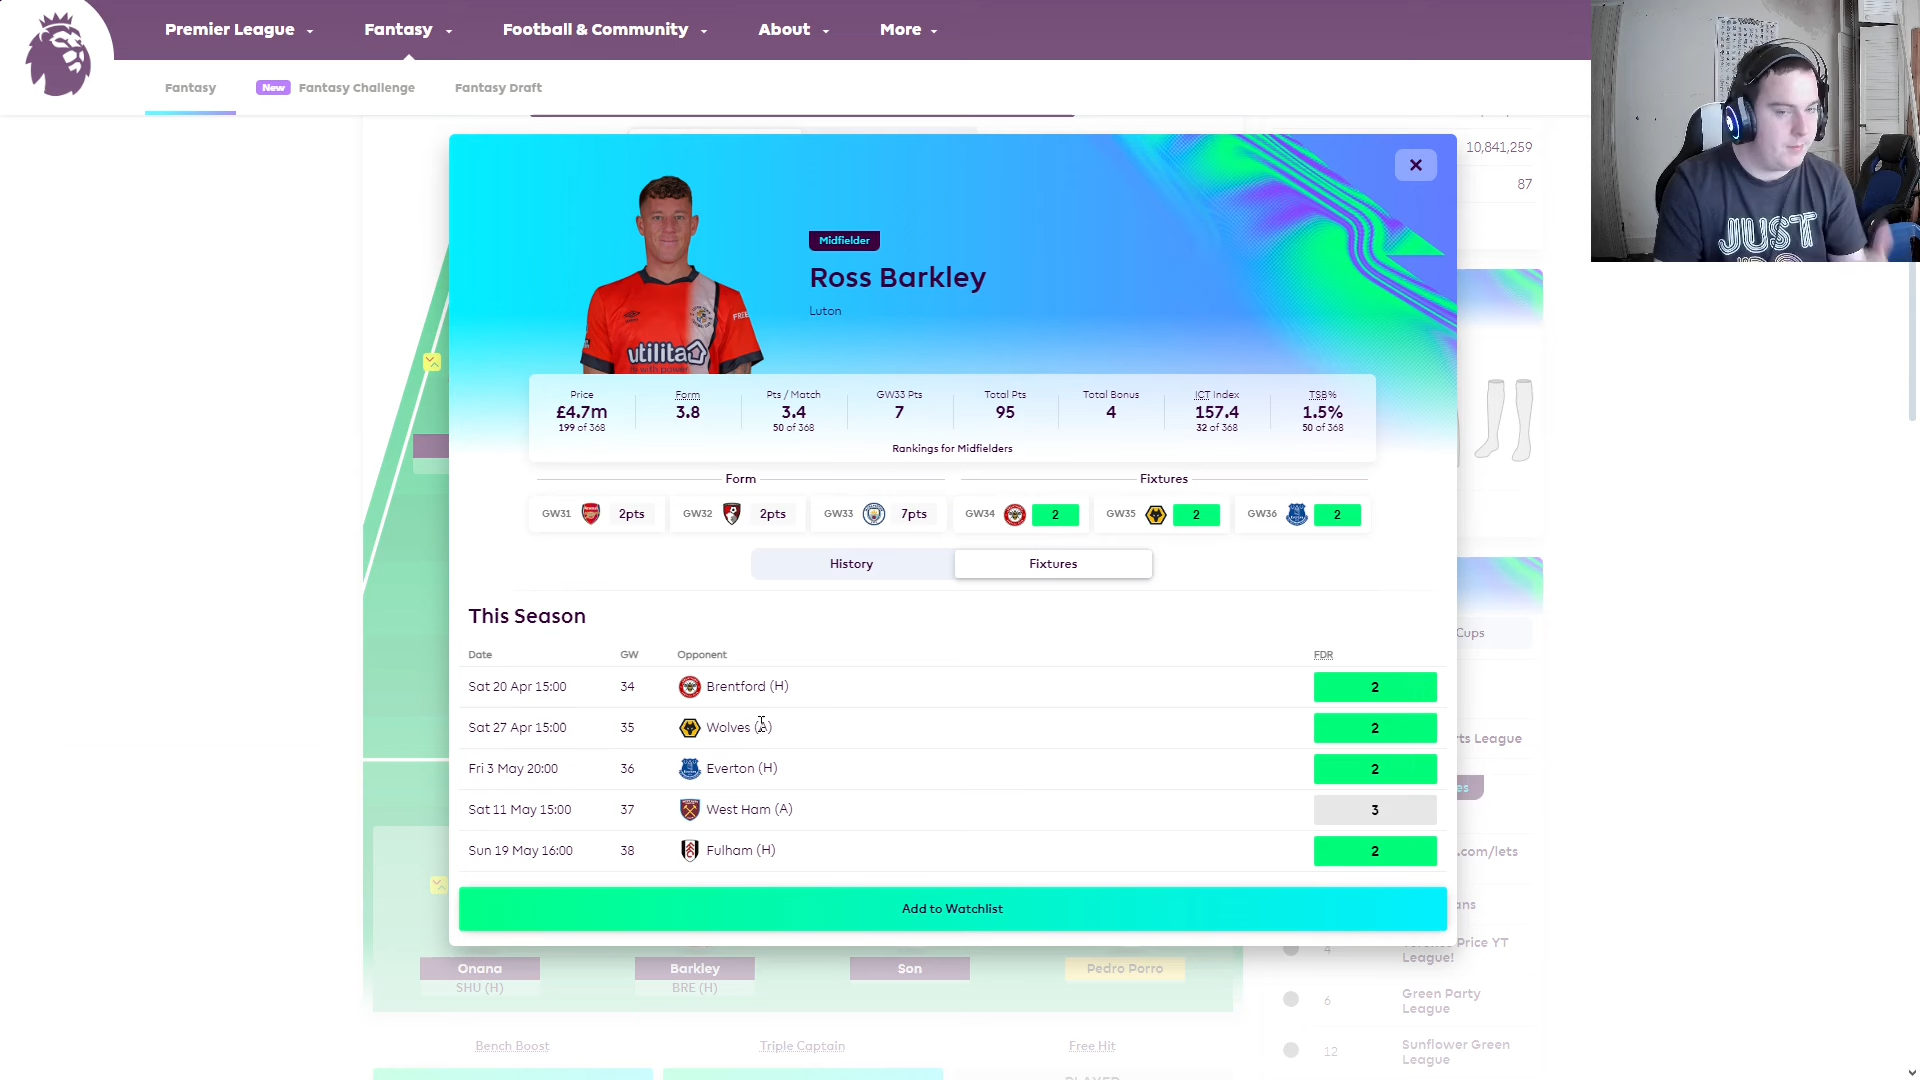 Premier League
Fantasy
Football & Community
About
More
Fantasy
New
Fantasy Challenge
Fantasy Draft
10,841,259
87
×
Midfielder
Ross Barkley
Luton
utilita
JUST
Price
£4.7m
199 of 368
Form
3.8
Pts / Match
3.4
50 of 368
GW33 Pts
7
Total Pts
95
Total Bonus
4
ICT Index
157.4
32 of 368
TSB%
1.5%
50 of 368
Rankings for Midfielders
Form
Fixtures
GW31 2pts
GW32 2pts
GW33 7pts
GW34 2
GW35 2
GW36 2
History
Fixtures
This Season
Date GW Opponent FDR
Sat 20 Apr 15:00 34 Brentford (H) 2
Sat 27 Apr 15:00 35 Wolves (A) 2
Fri 3 May 20:00 36 Everton (H) 2
Sat 11 May 15:00 37 West Ham (A) 3
Sun 19 May 16:00 38 Fulham (H) 2
Add to Watchlist
Cups
League
.com/lets
4
Price YT
League!
6
Green Party
League
12
Sunflower Green
League
Onana
SHU (H)
Barkley
BRE (H)
Son
Pedro Porro
Bench Boost
Triple Captain
Free Hit
PLAYED